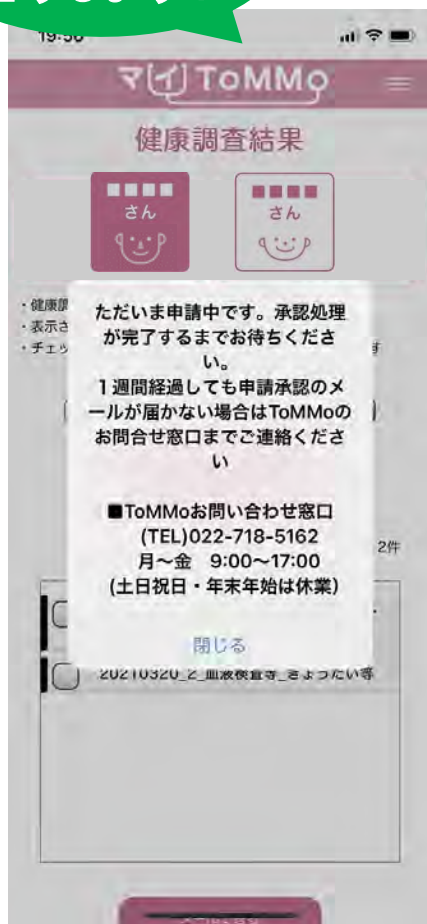 19:50
マイToMMo
健康調査結果
さん
さん
・健康調
・表示さ
・チェッ
す
ただいま申請中です。承認処理
が完了するまでお待ちくださ
い。
１週間経過しても申請承認のメ
ールが届かない場合はToMMoの
お問合せ窓口までご連絡くださ
い
■ToMMoお問い合わせ窓口
(TEL)022-718-5162
月～金　9:00～17:00
(土日祝日・年末年始は休業）
2件
閉じる
20210320_2_血液検査等_きょうだい等